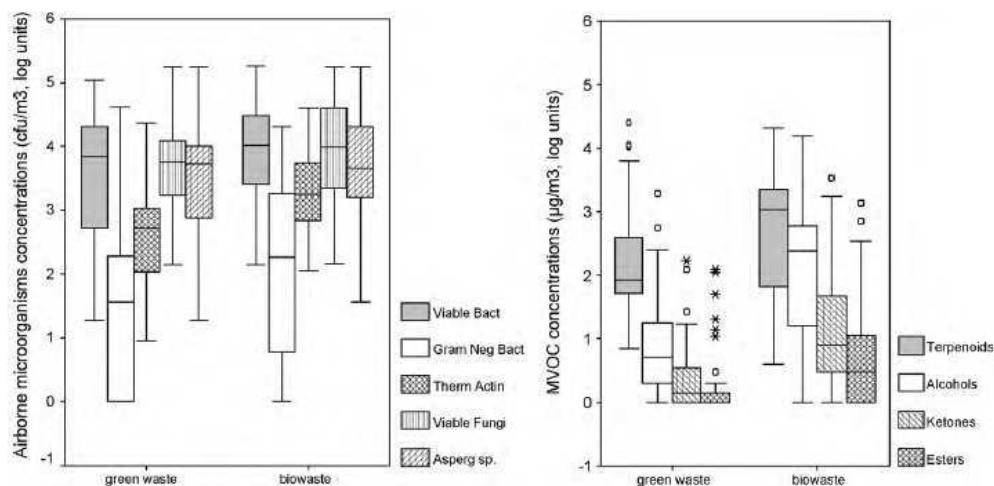 Airborne microorganisms concentrations (cfu/m3, log units)
6
5
4
3
2
1
0
-1
green waste
biowaste
Viable Bact
Gram Neg Bact
Therm Actin
Viable Fungi
Asperg sp.
MVOC concentrations (µg/m3, log units)
6
5
4
3
2
1
0
-1
green waste
biowaste
Terpenoids
Alcohols
Ketones
Esters